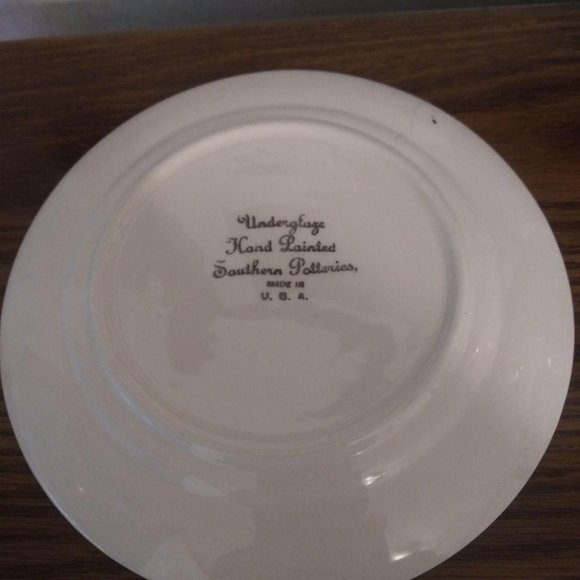 Underglaze
Hand Painted
Southern Potteries,
MADE IN
U. S. A.